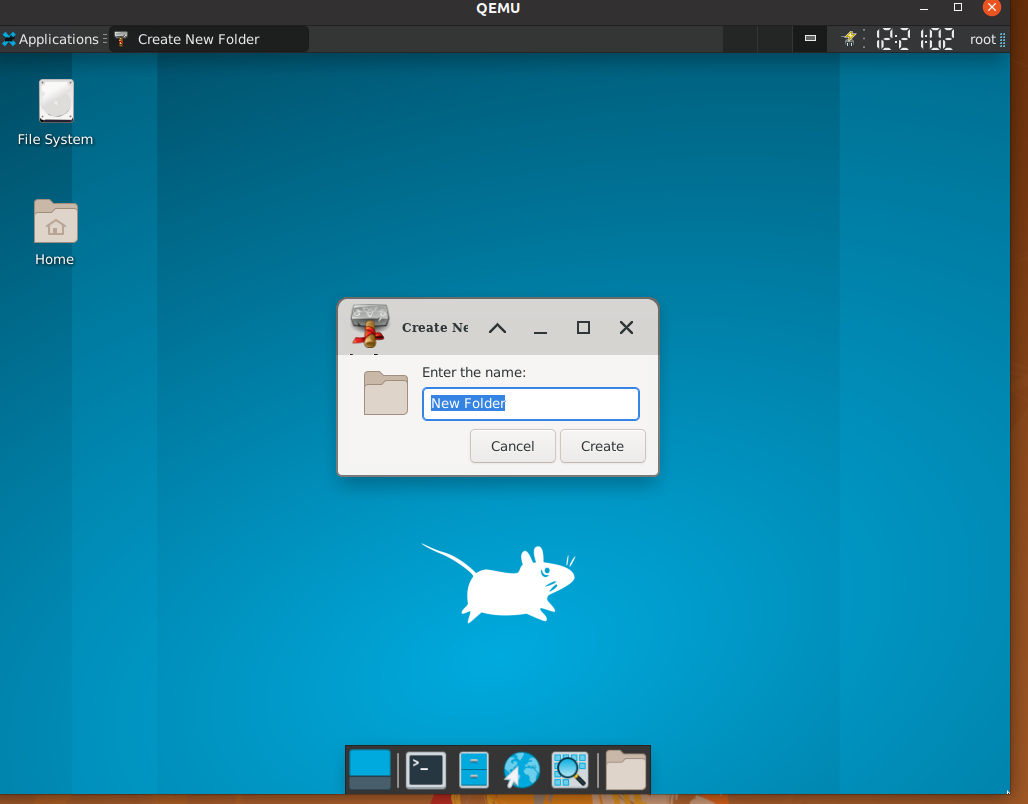 QEMU
Applications
Create New Folder
root
File System
Home
Create Ne
Enter the name:
New Folder
Cancel
Create